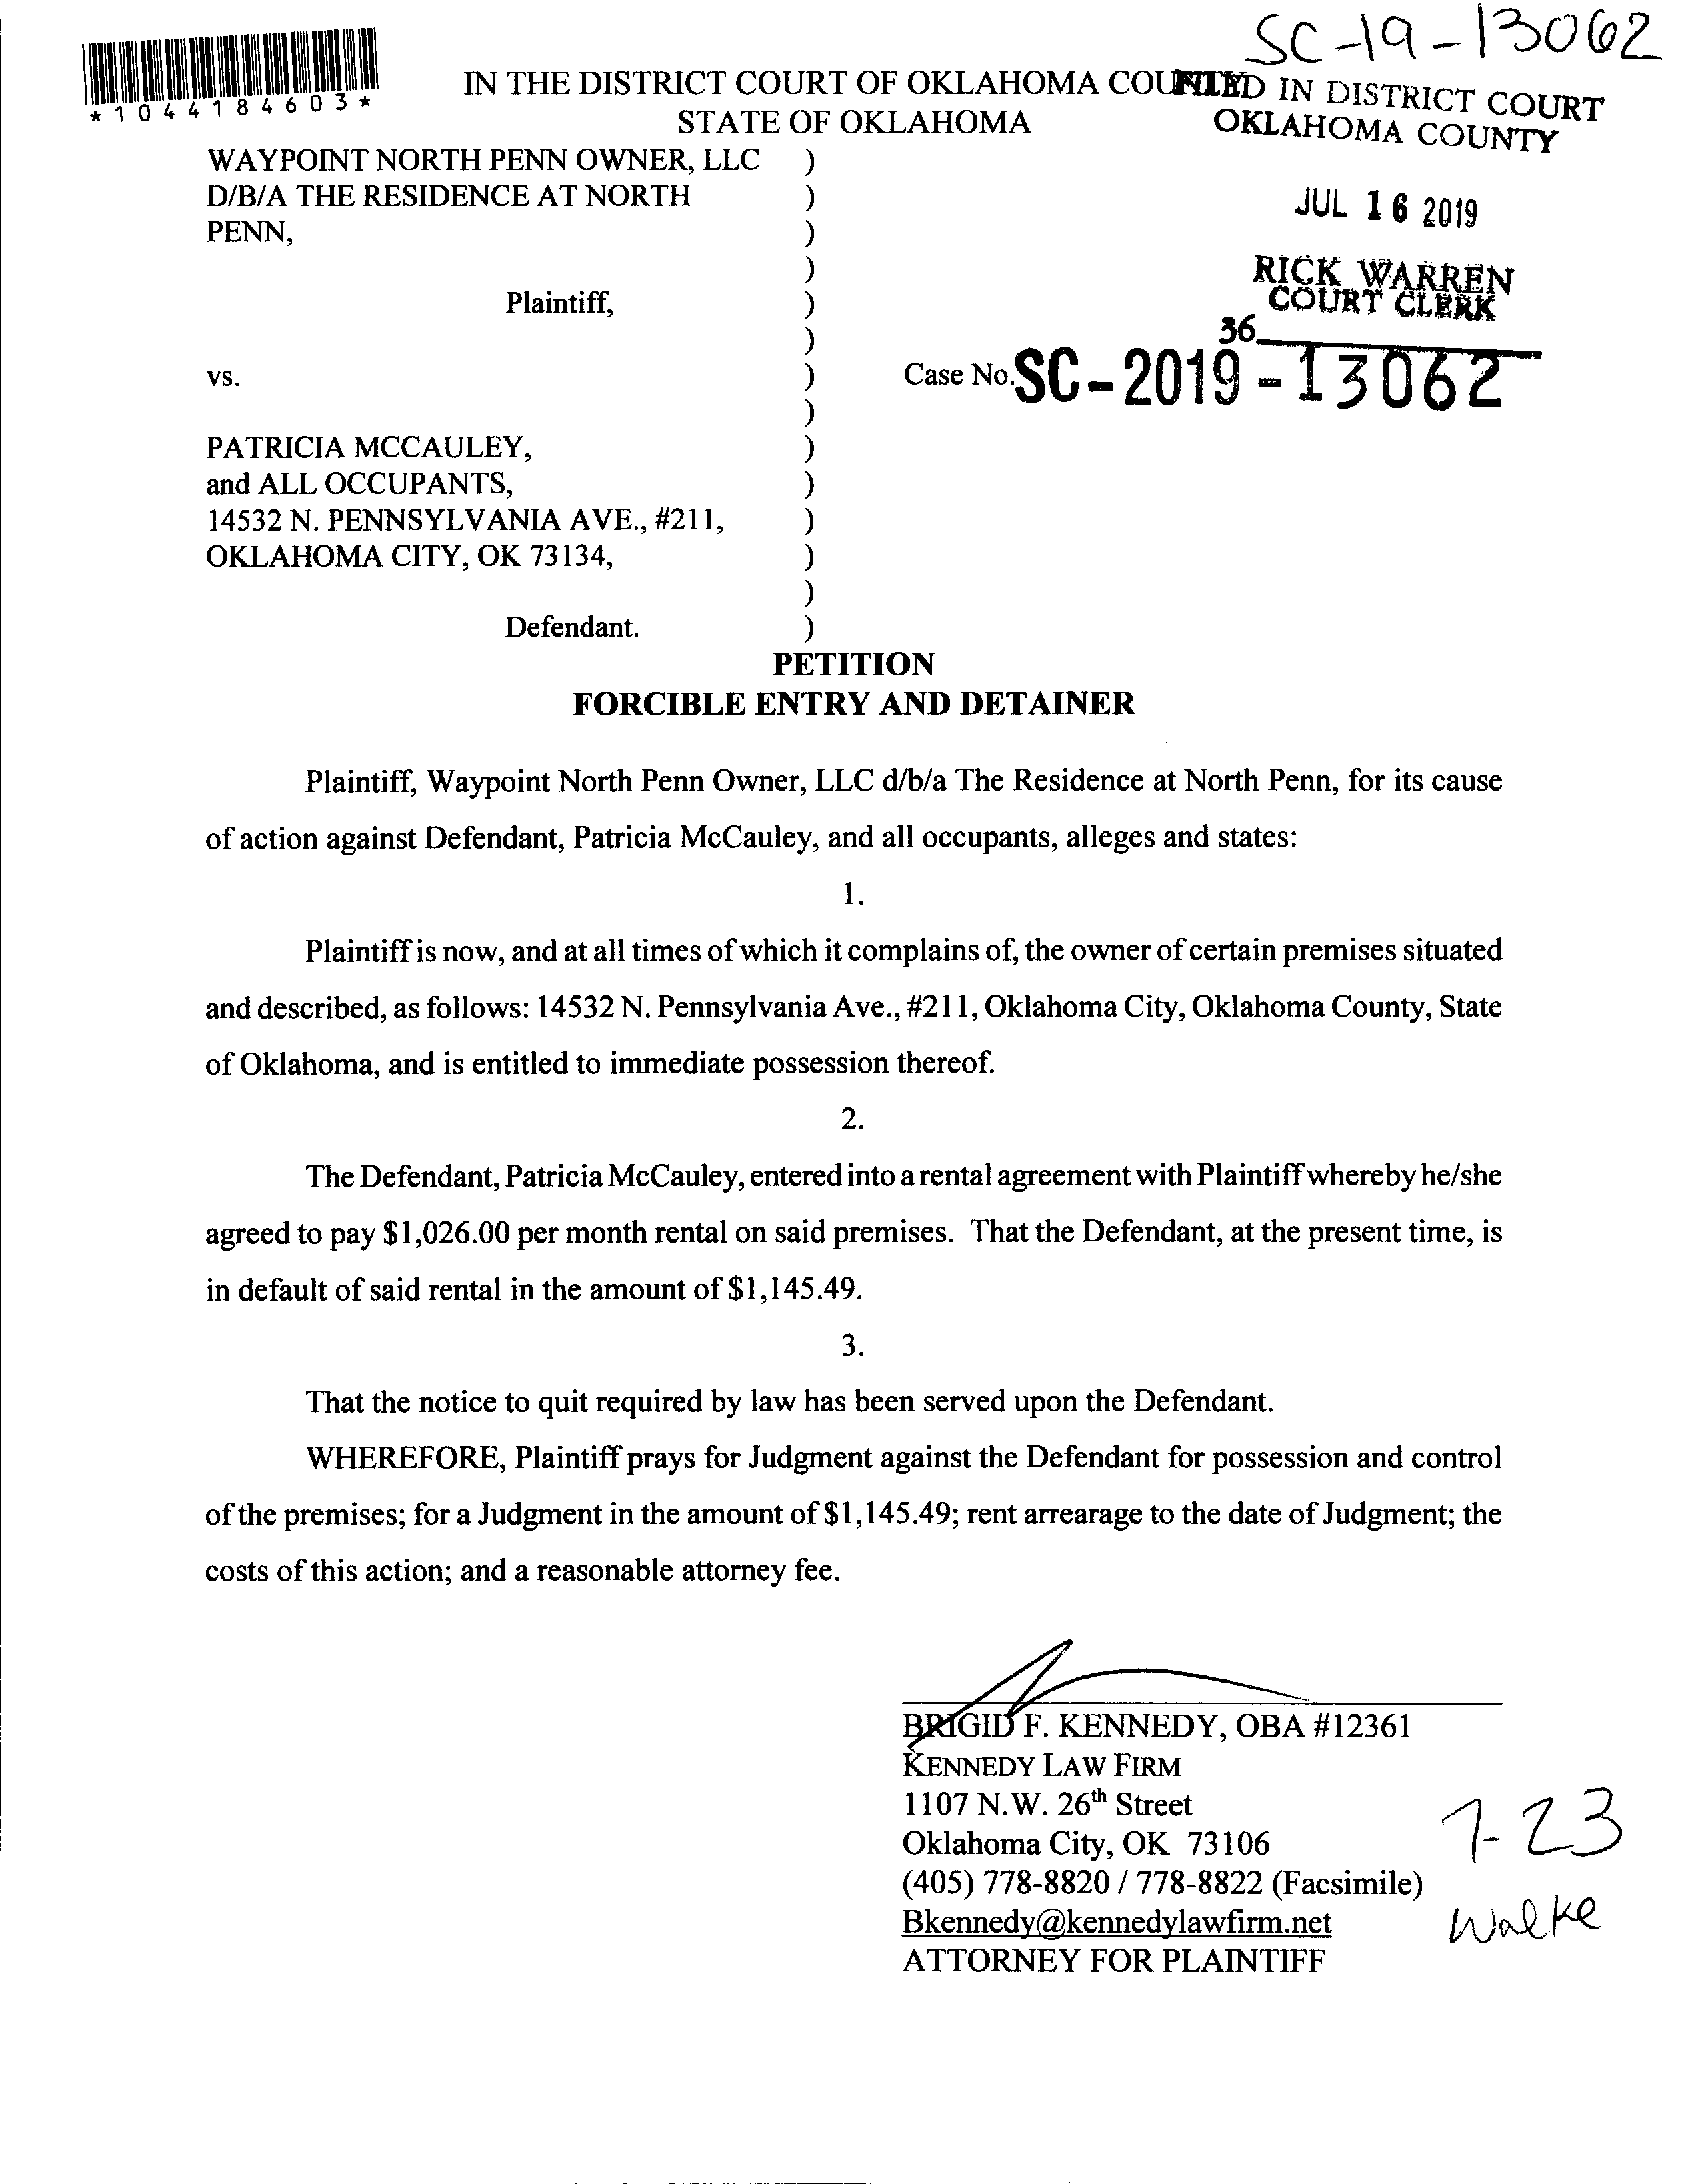 SC-19-13062
*1044184603*
IN THE DISTRICT COURT OF OKLAHOMA COUNTY
STATE OF OKLAHOMA
FILED IN DISTRICT COURT
OKLAHOMA COUNTY
JUL 16 2019
RICK WARREN
COURT CLERK
36
WAYPOINT NORTH PENN OWNER, LLC )
D/B/A THE RESIDENCE AT NORTH )
PENN, )
)
Plaintiff, )
)
vs. ) Case No. SC-2019-13062
)
PATRICIA MCCAULEY, )
and ALL OCCUPANTS, )
14532 N. PENNSYLVANIA AVE., #211, )
OKLAHOMA CITY, OK 73134, )
)
Defendant. )
PETITION
FORCIBLE ENTRY AND DETAINER
Plaintiff, Waypoint North Penn Owner, LLC d/b/a The Residence at North Penn, for its cause
of action against Defendant, Patricia McCauley, and all occupants, alleges and states:
1.
Plaintiff is now, and at all times of which it complains of, the owner of certain premises situated
and described, as follows: 14532 N. Pennsylvania Ave., #211, Oklahoma City, Oklahoma County, State
of Oklahoma, and is entitled to immediate possession thereof.
2.
The Defendant, Patricia McCauley, entered into a rental agreement with Plaintiff whereby he/she
agreed to pay $1,026.00 per month rental on said premises. That the Defendant, at the present time, is
in default of said rental in the amount of $1,145.49.
3.
That the notice to quit required by law has been served upon the Defendant.
WHEREFORE, Plaintiff prays for Judgment against the Defendant for possession and control
of the premises; for a Judgment in the amount of $1,145.49; rent arrearage to the date of Judgment; the
costs of this action; and a reasonable attorney fee.
BRIGID F. KENNEDY, OBA #12361
KENNEDY LAW FIRM
1107 N.W. 26th Street
Oklahoma City, OK 73106
(405) 778-8820 / 778-8822 (Facsimile)
Bkennedy@kennedylawfirm.net
ATTORNEY FOR PLAINTIFF
7-23
Walke